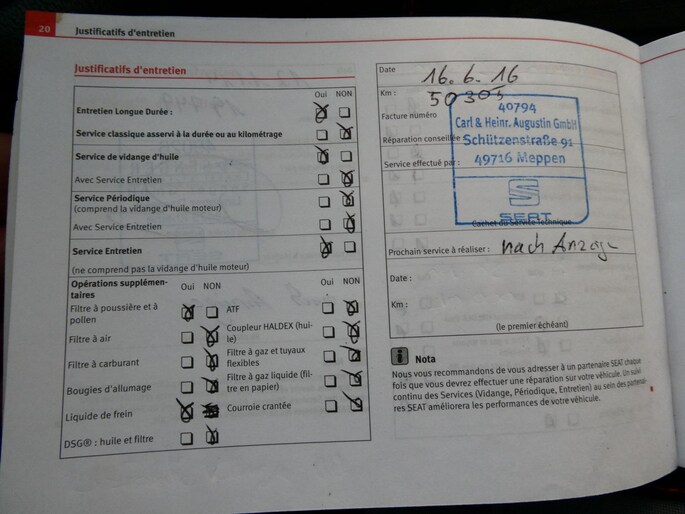 20 Justificatifs d'entretien
Justificatifs d'entretien
Oui NON
Entretien Longue Durée :
Service classique asservi à la durée ou au kilométrage
Service de vidange d'huile
Avec Service Entretien
Service Périodique
(comprend la vidange d'huile moteur)
Avec Service Entretien
Service Entretien
(ne comprend pas la vidange d'huile moteur)
Opérations supplémen-
taires
Oui NON Oui NON
Filtre à poussière et à
pollen
ATF
Filtre à air
Coupleur HALDEX (hui-
le)
Filtre à carburant
Filtre à gaz et tuyaux
flexibles
Bougies d'allumage
Filtre à gaz liquide (fil-
tre en papier)
Liquide de frein
Courroie crantée
DSG® : huile et filtre
Date 16. 6. 16
Km : 50305
Facture numéro
Réparation conseillée
Service effectué par :
40794
Carl & Heinr. Augustin GmbH
Schützenstraße 91
49716 Meppen
SEAT
Cachet du Service Technique
Prochain service à réaliser : nach Anzeige
Date :
Km :
(le premier échéant)
Nota
Nous vous recommandons de vous adresser à un partenaire SEAT chaque
fois que vous devrez effectuer une réparation sur votre véhicule. Un suivi
continu des Services (Vidange, Périodique, Entretien) au sein des partenai-
res SEAT améliorera les performances de votre véhicule.